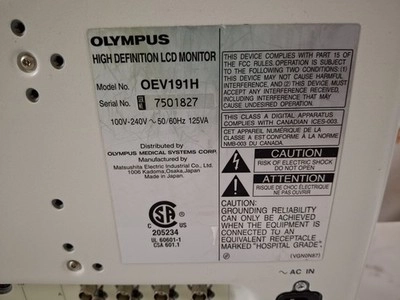 OLYMPUS
HIGH DEFINITION LCD MONITOR
Model No. OEV191H
Serial No. 7501827
100V-240V ~ 50/60Hz 125VA
Distributed by
OLYMPUS MEDICAL SYSTEMS CORP.
Manufactured by
Matsushita Electric Industrial Co., Ltd.
1006 Kadoma, Osaka, Japan
Made in Japan
SA
205234
UL 60601-1
CSA 601.1
THIS DEVICE COMPLIES WITH PART 15 OF
THE FCC RULES. OPERATION IS SUBJECT
TO THE FOLLOWING TWO CONDITIONS: (1)
THIS DEVICE MAY NOT CAUSE HARMFUL
INTERFERENCE, AND (2) THIS DEVICE MUST
ACCEPT ANY INTERFERENCE RECEIVED,
INCLUDING INTERFERENCE THAT MAY
CAUSE UNDESIRED OPERATION.
THIS CLASS A DIGITAL APPARATUS
COMPLIES WITH CANADIAN ICES-003.
CET APPAREIL NUMÉRIQUE DE LA
CLASSE A EST CONFORME À LA NORME
NMB-003 DU CANADA.
CAUTION
RISK OF ELECTRIC SHOCK
DO NOT OPEN
ATTENTION
RISQUE DE CHOC ÉLECTRIQUE
NE PAS OUVRIR
CAUTION:
GROUNDING RELIABILITY
CAN ONLY BE ACHIEVED
WHEN THE EQUIPMENT IS
CONNECTED TO AN
EQUIVALENT RECEPTACLE
MARKED "HOSPITAL GRADE".
~ AC IN